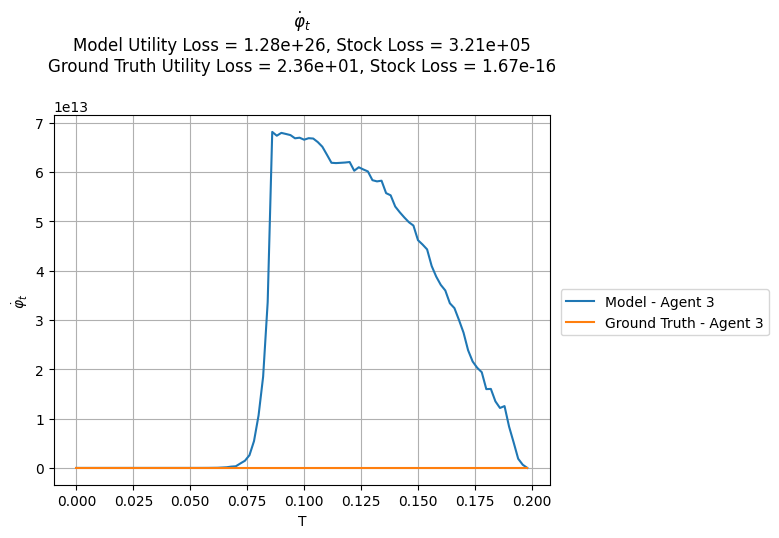 φ̇ₜ
Model Utility Loss = 1.28e+26, Stock Loss = 3.21e+05
Ground Truth Utility Loss = 2.36e+01, Stock Loss = 1.67e-16
1e13
7
6
5
4
3
2
1
0
φ̇ₜ
0.000 0.025 0.050 0.075 0.100 0.125 0.150 0.175 0.200
T
Model - Agent 3
Ground Truth - Agent 3